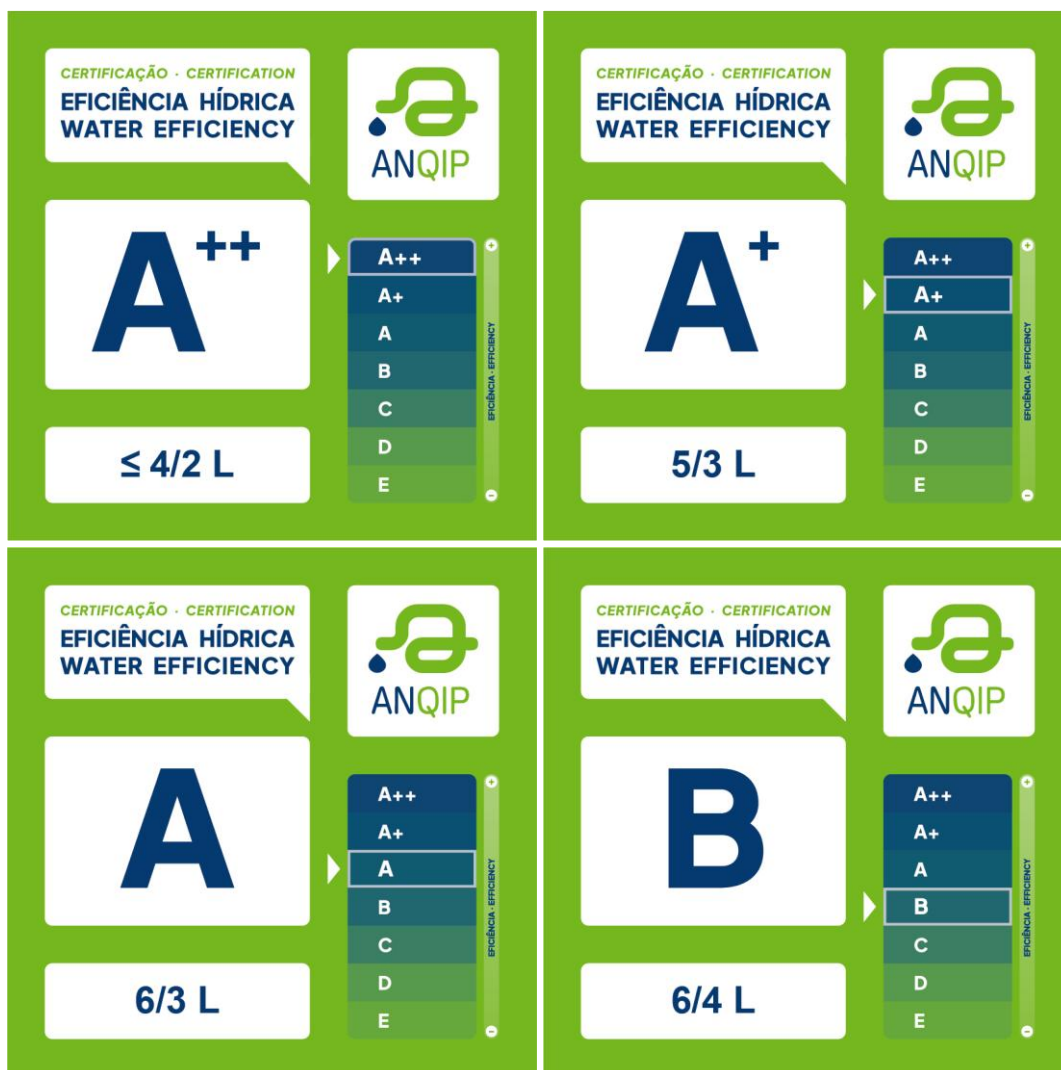 CERTIFICAÇÃO · CERTIFICATION
EFICIÊNCIA HÍDRICA
WATER EFFICIENCY
ANQIP
A++
A++
A+
A
B
C
D
E
EFICIÊNCIA · EFFICIENCY
≤ 4/2 L
CERTIFICAÇÃO · CERTIFICATION
EFICIÊNCIA HÍDRICA
WATER EFFICIENCY
ANQIP
A+
A++
A+
A
B
C
D
E
EFICIÊNCIA · EFFICIENCY
5/3 L
CERTIFICAÇÃO · CERTIFICATION
EFICIÊNCIA HÍDRICA
WATER EFFICIENCY
ANQIP
A
A++
A+
A
B
C
D
E
EFICIÊNCIA · EFFICIENCY
6/3 L
CERTIFICAÇÃO · CERTIFICATION
EFICIÊNCIA HÍDRICA
WATER EFFICIENCY
ANQIP
B
A++
A+
A
B
C
D
E
EFICIÊNCIA · EFFICIENCY
6/4 L